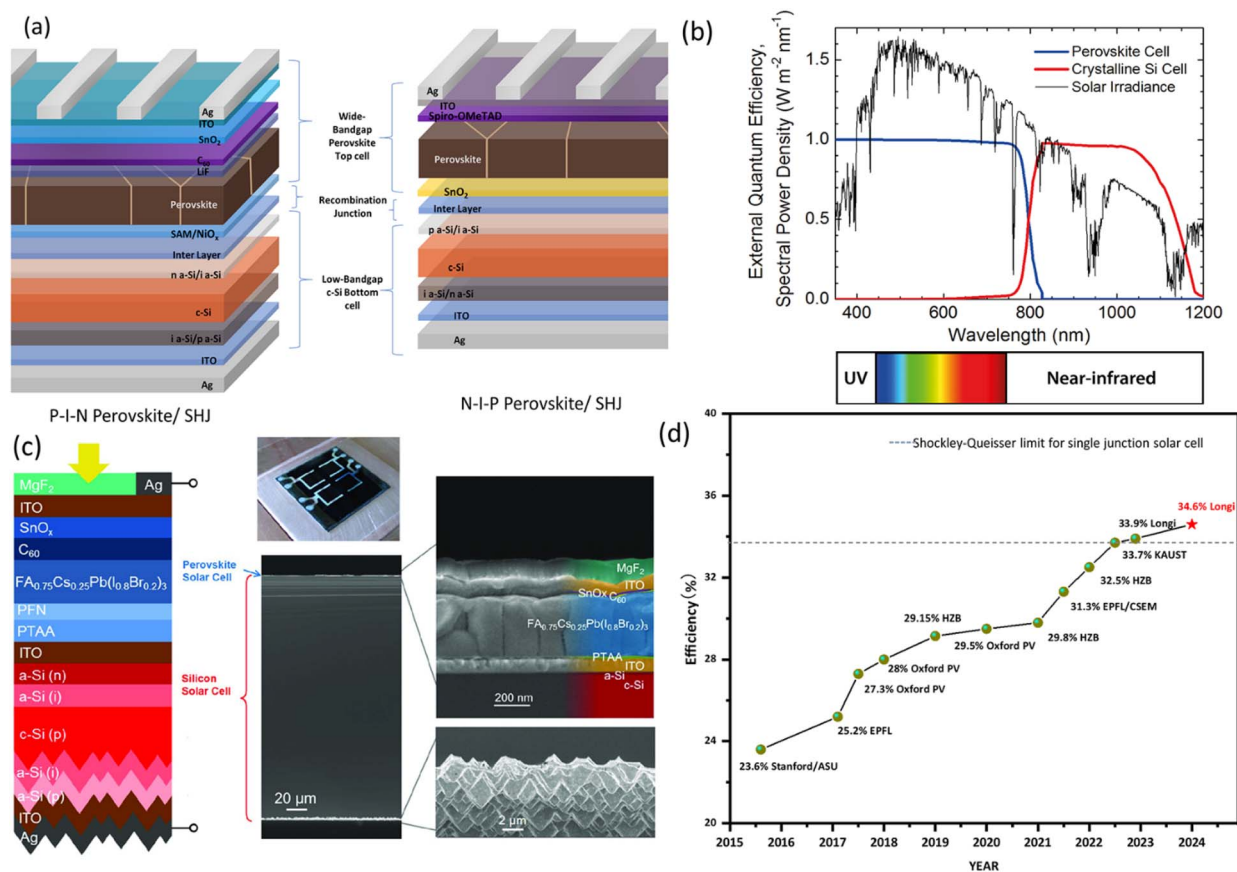 (a)
Ag
ITO
SnO₂
C₆₀
LiF
Perovskite
SAM/NiOₓ
Inter Layer
n a-Si/i a-Si
c-Si
i a-Si/p a-Si
ITO
Ag
P-I-N Perovskite/ SHJ
Wide-
Bandgap
Perovskite
Top cell
Recombination
Junction
Low-Bandgap
c-Si Bottom
cell
Ag
ITO
Spiro-OMeTAD
Perovskite
SnO₂
Inter Layer
p a-Si/i a-Si
c-Si
i a-Si/n a-Si
ITO
Ag
N-I-P Perovskite/ SHJ
(b)
External Quantum Efficiency,
Spectral Power Density (W m⁻² nm⁻¹)
1.5
1.0
0.5
0.0
Perovskite Cell
Crystalline Si Cell
Solar Irradiance
400 600 800 1000 1200
Wavelength (nm)
UV
Near-infrared
(c)
MgF₂
Ag
ITO
SnOₓ
C₆₀
FA₀.₇₅Cs₀.₂₅Pb(I₀.₈Br₀.₂)₃
PFN
PTAA
ITO
a-Si (n)
a-Si (i)
c-Si (p)
a-Si (i)
a-Si (p)
ITO
Ag
Perovskite
Solar Cell
Silicon
Solar Cell
20 μm
MgF₂
ITO
SnOx
C₆₀
FA₀.₇₅Cs₀.₂₅Pb(I₀.₈Br₀.₂)₃
PTAA
ITO
a-Si
c-Si
200 nm
2 μm
(d)
40
36
32
28
24
20
Efficiency(%)
Shockley-Queisser limit for single junction solar cell
34.6% Longi
33.9% Longi
33.7% KAUST
32.5% HZB
31.3% EPFL/CSEM
29.15% HZB
29.8% HZB
29.5% Oxford PV
28% Oxford PV
27.3% Oxford PV
25.2% EPFL
23.6% Stanford/ASU
2015 2016 2017 2018 2019 2020 2021 2022 2023 2024
YEAR